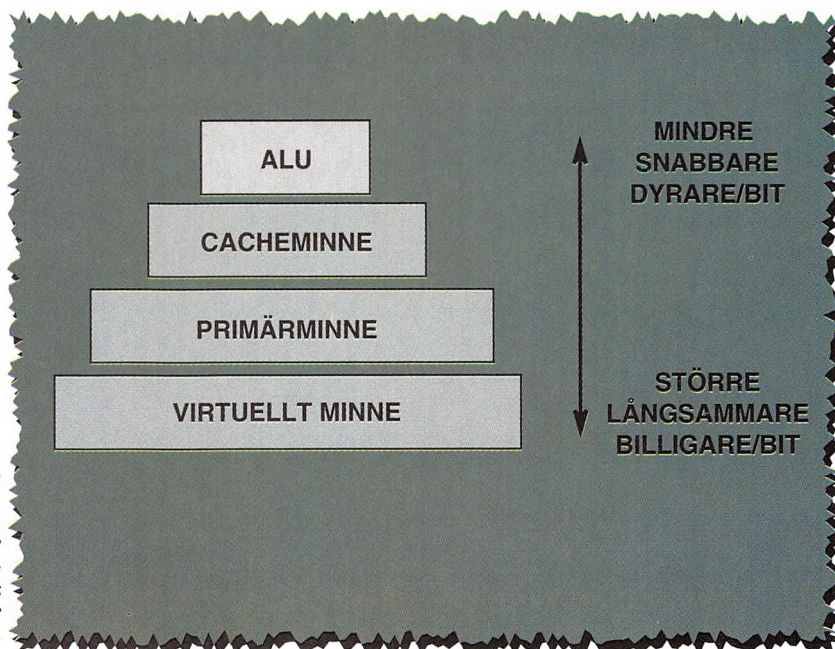 ALU
CACHEMINNE
PRIMÄRMINNE
VIRTUELLT MINNE
MINDRE
SNABBARE
DYRARE/BIT
STÖRRE
LÅNGSAMMARE
BILLIGARE/BIT